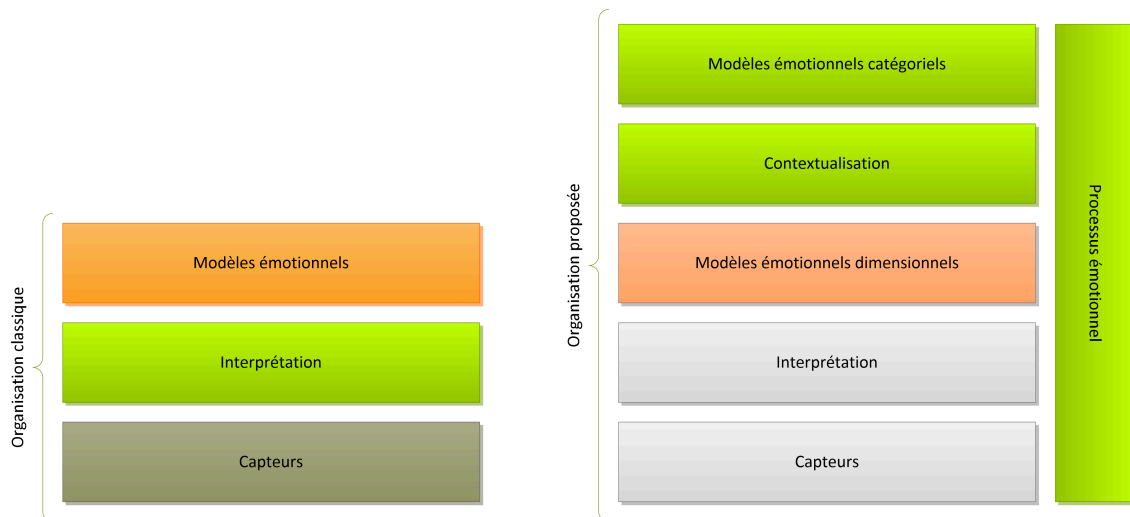 Organisation classique
Modèles émotionnels
Interprétation
Capteurs
Organisation proposée
Modèles émotionnels catégoriels
Contextualisation
Modèles émotionnels dimensionnels
Interprétation
Capteurs
Processus émotionnel